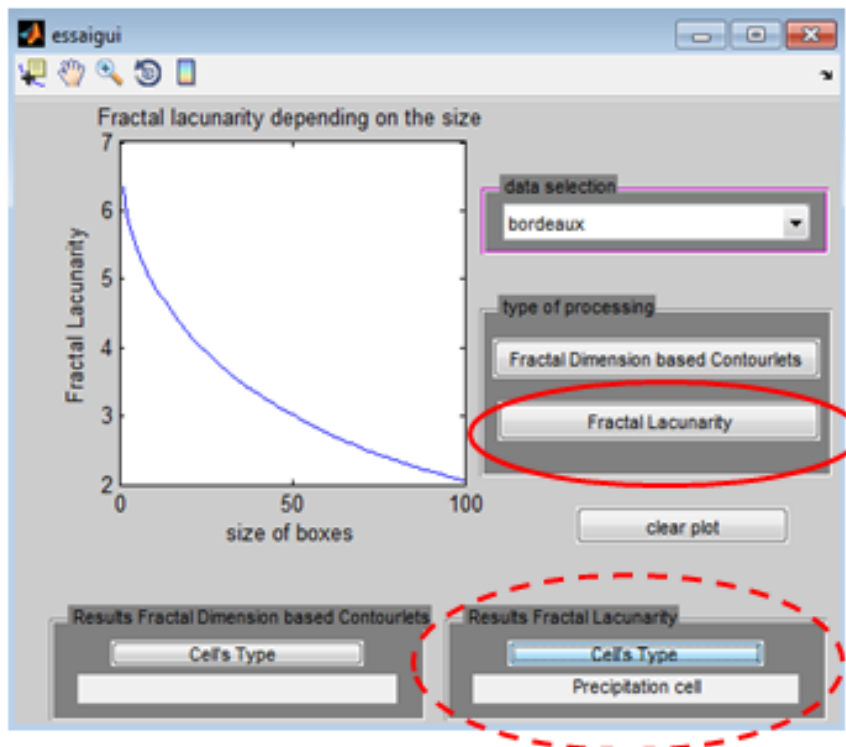 essaigui
Fractal lacunarity depending on the size
7
6
5
4
3
2
Fractal Lacunarity
0 50 100
size of boxes
data selection
bordeaux
type of processing
Fractal Dimension based Contourlets
Fractal Lacunarity
clear plot
Results Fractal Dimension based Contourlets
Cell's Type
Results Fractal Lacunarity
Cell's Type
Precipitation cell